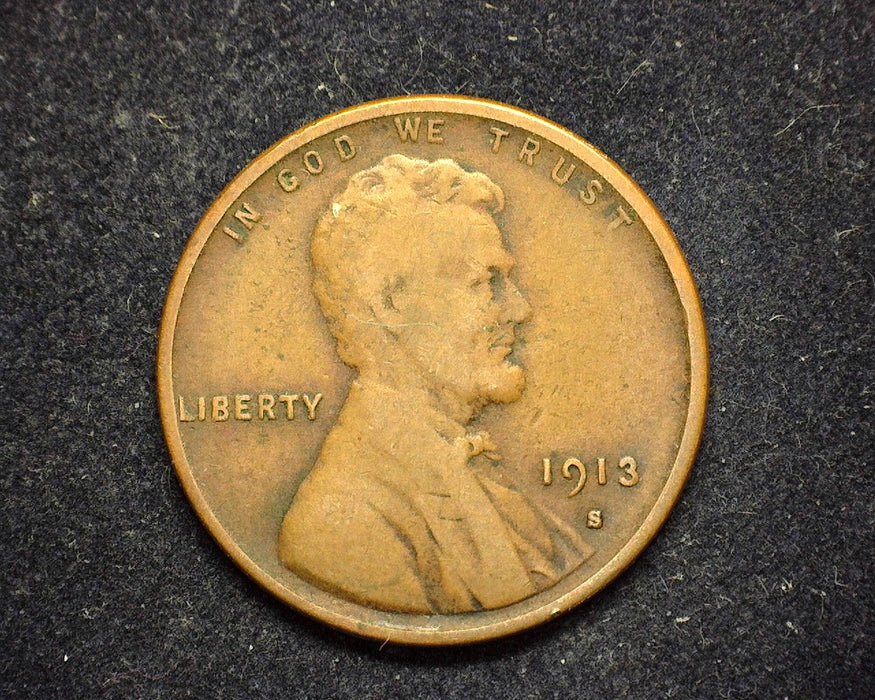 IN GOD WE TRUST
LIBERTY
1913
S